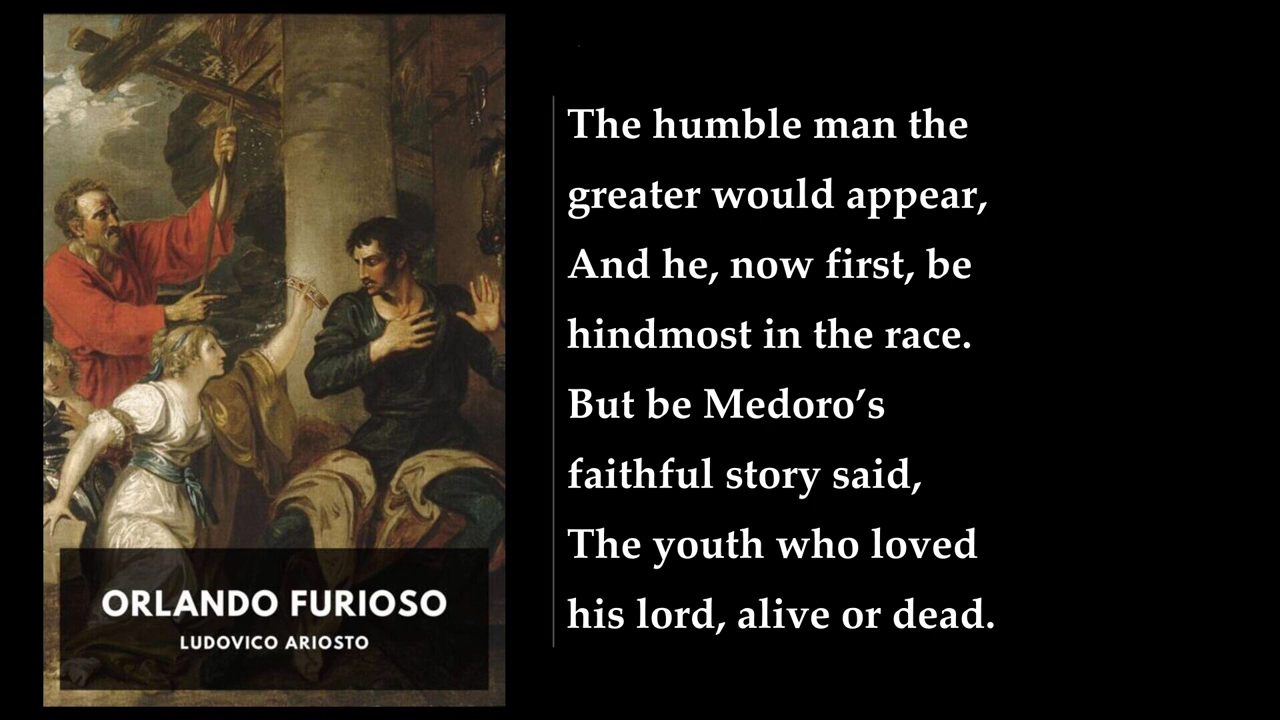 ORLANDO FURIOSO
LUDOVICO ARIOSTO
The humble man the
greater would appear,
And he, now first, be
hindmost in the race.
But be Medoro’s
faithful story said,
The youth who loved
his lord, alive or dead.